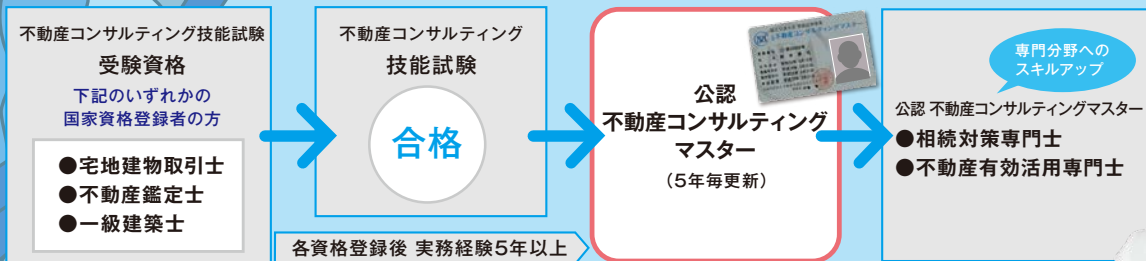 不動産コンサルティング技能試験
受験資格
下記のいずれかの
国家資格登録者の方
●宅地建物取引士
●不動産鑑定士
●一級建築士
不動産コンサルティング
技能試験
合格
各資格登録後 実務経験5年以上
公認
不動産コンサルティング
マスター
（5年毎更新）
専門分野への
スキルアップ
公認 不動産コンサルティングマスター
●相続対策専門士
●不動産有効活用専門士